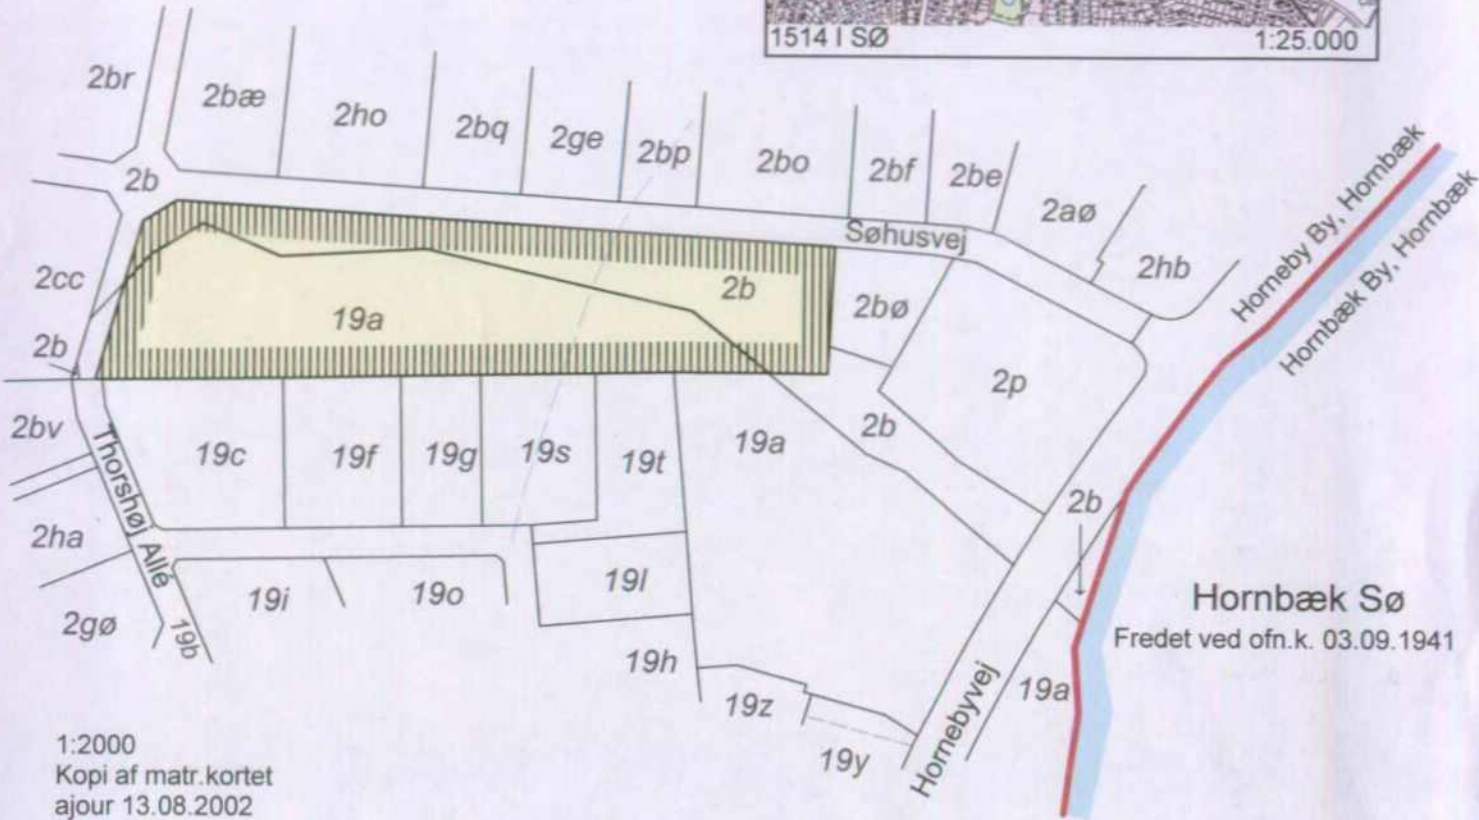 1514 I SØ
1:25.000
2br
2bæ
2ho
2bq
2ge
2bp
2bo
2bf
2be
2aø
2hb
2b
Søhusvej
Horneby By, Hornbæk
Hornbæk By, Hornbæk
2cc
19a
2b
2bø
2b
2p
2bv
Thorshøj Allé
19c
19f
19g
19s
19t
19a
2b
2b
2ha
19i
19o
19l
Hornbæk Sø
Fredet ved ofn.k. 03.09.1941
2gø
19b
19h
19z
19y
Hornebyvej
19a
1:2000
Kopi af matr.kortet
ajour 13.08.2002